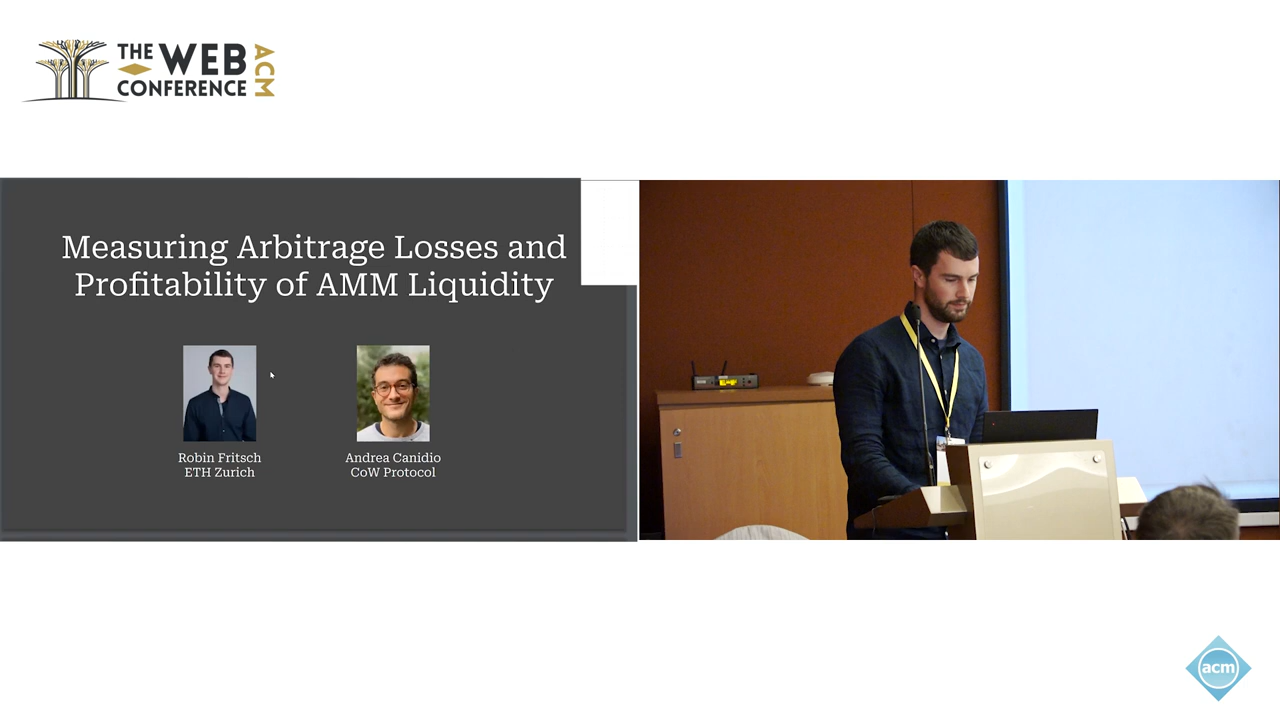 THE WEB
CONFERENCE
ACM
Measuring Arbitrage Losses and
Profitability of AMM Liquidity
Robin Fritsch
ETH Zurich
Andrea Canidio
CoW Protocol
acm